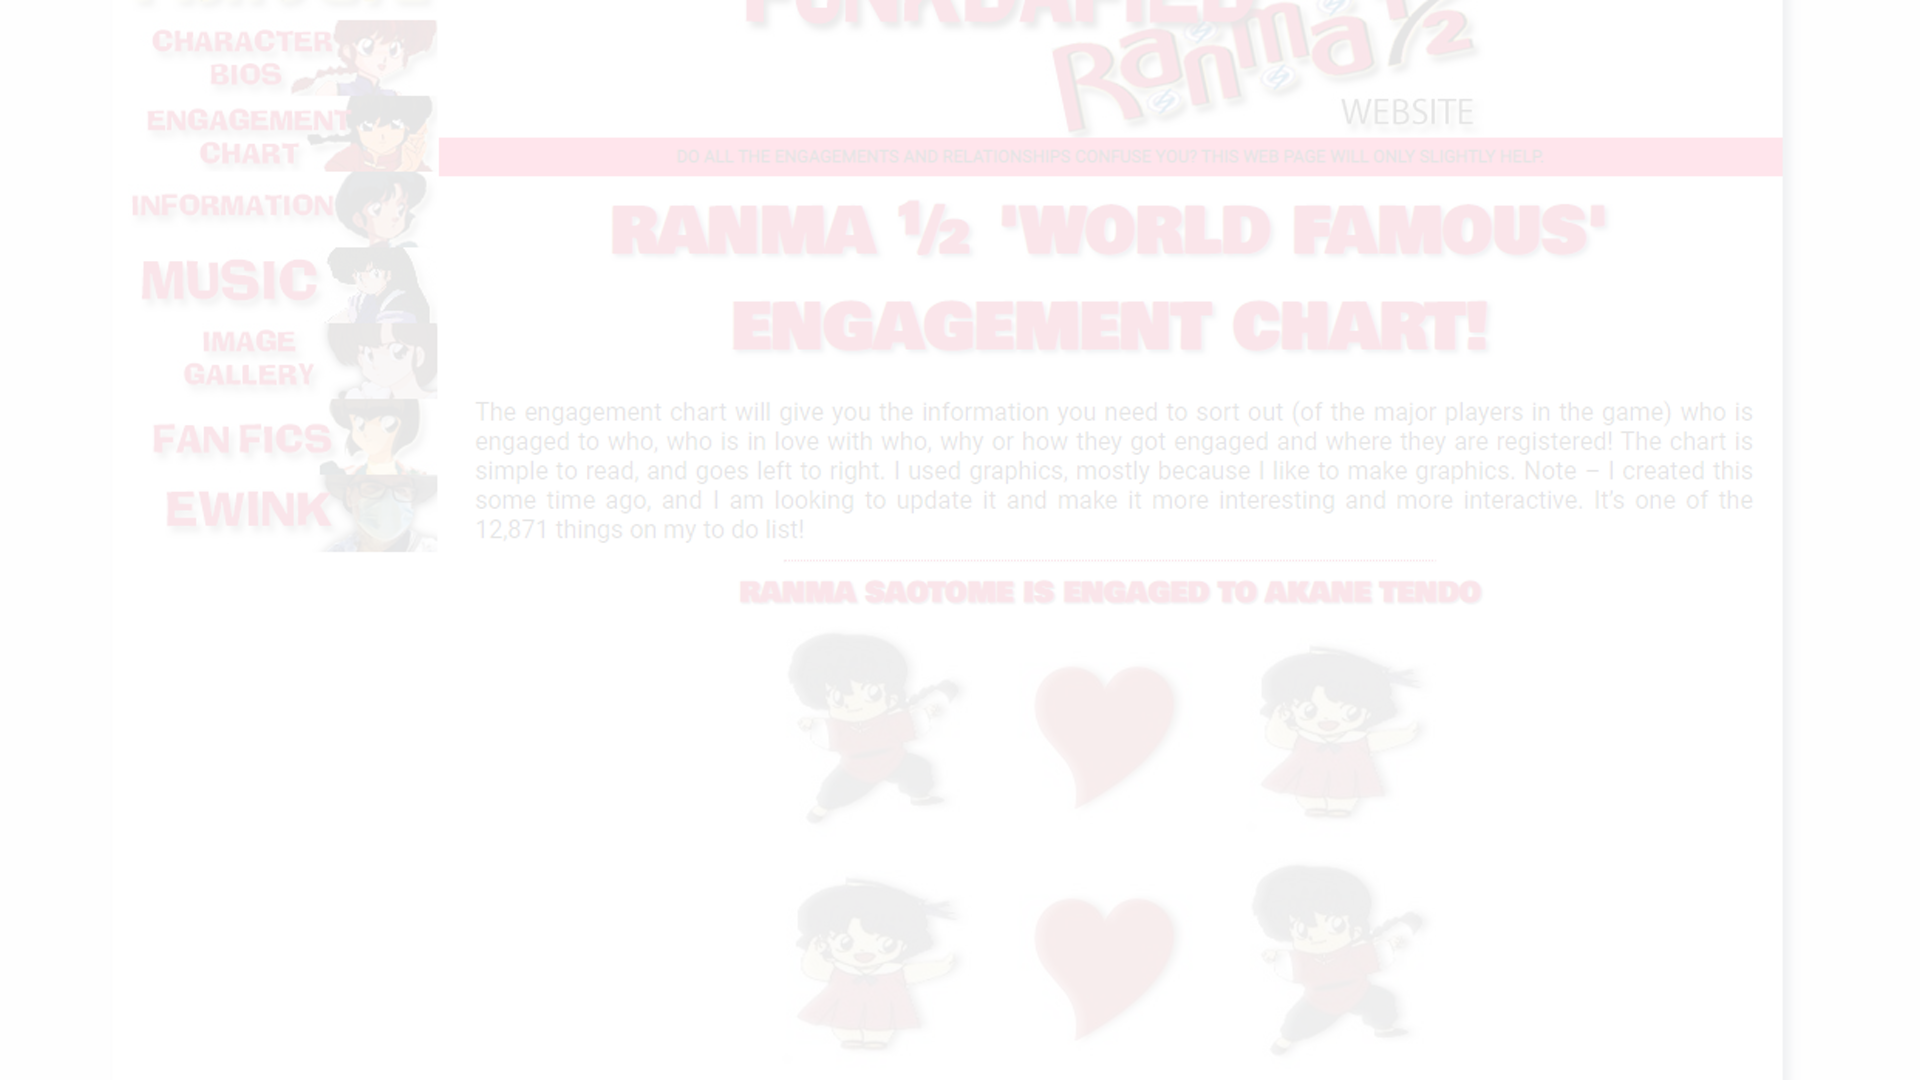 CHARACTER
BIOS
ENGAGEMENT
CHART
INFORMATION
MUSIC
IMAGE
GALLERY
FAN FICS
EWINK
Ranma ½
WEBSITE
DO ALL THE ENGAGEMENTS AND RELATIONSHIPS CONFUSE YOU? THIS WEB PAGE WILL ONLY SLIGHTLY HELP.
RANMA ½ 'WORLD FAMOUS'
ENGAGEMENT CHART!
The engagement chart will give you the information you need to sort out (of the major players in the game) who is
engaged to who, who is in love with who, why or how they got engaged and where they are registered! The chart is
simple to read, and goes left to right. I used graphics, mostly because I like to make graphics. Note – I created this
some time ago, and I am looking to update it and make it more interesting and more interactive. It’s one of the
12,871 things on my to do list!
RANMA SAOTOME IS ENGAGED TO AKANE TENDO